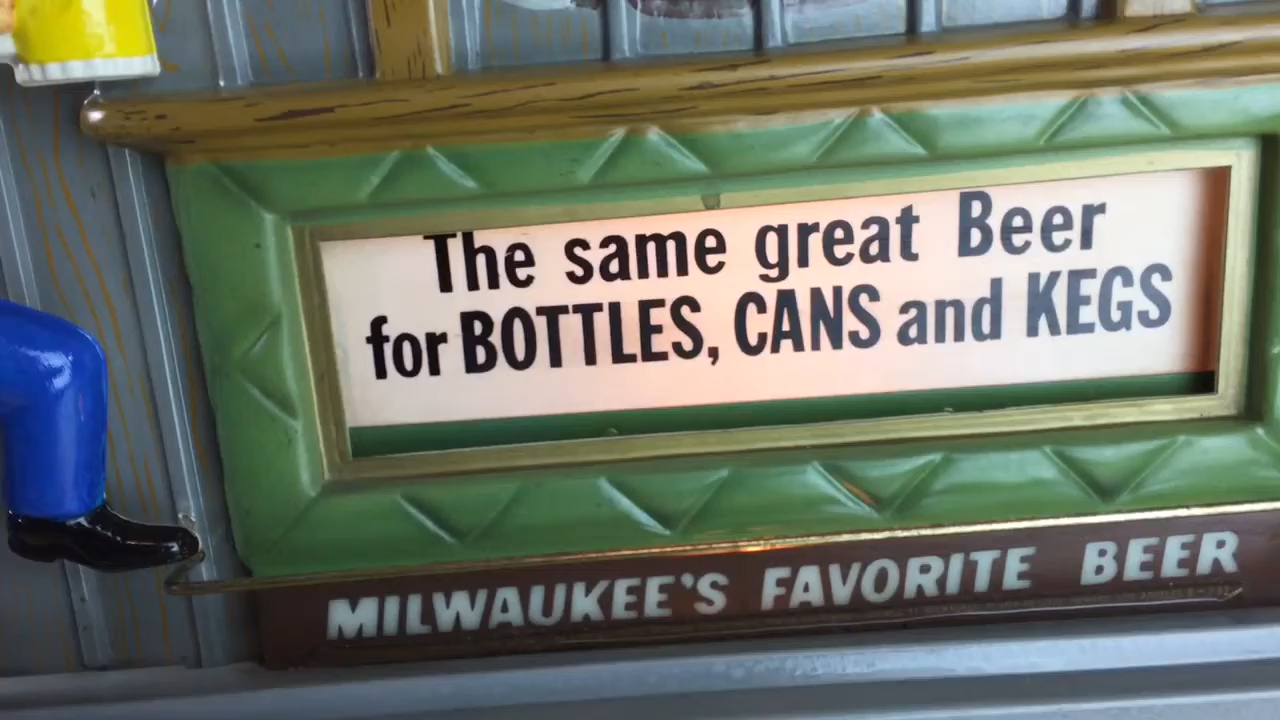 The same great Beer
for BOTTLES, CANS and KEGS
MILWAUKEE'S FAVORITE BEER